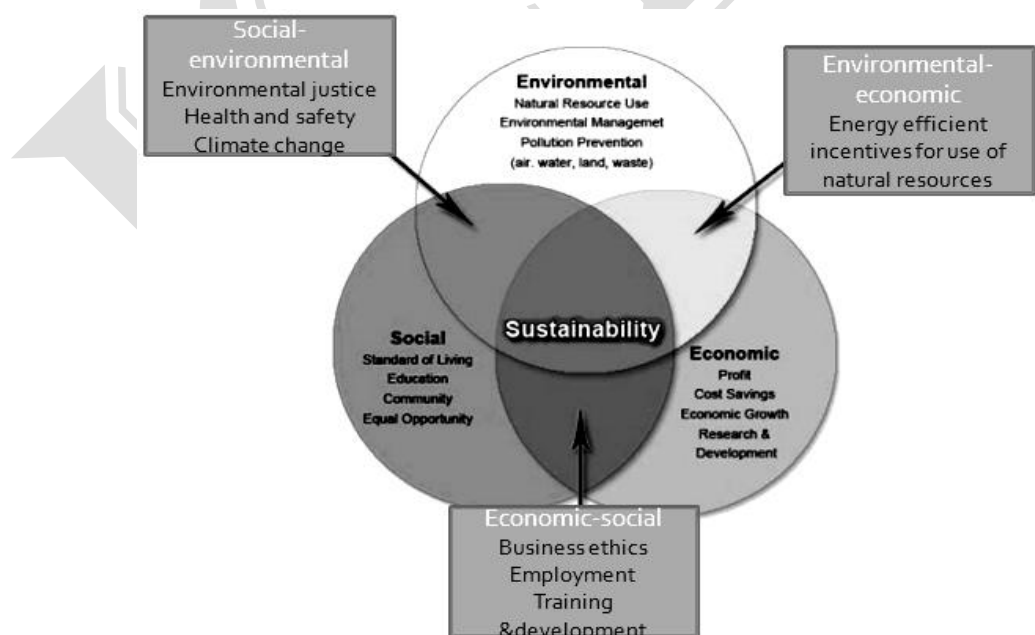 Social-
environmental
Environmental justice
Health and safety
Climate change
Environmental
Natural Resource Use
Environmental Managemet
Pollution Prevention
(air. water, land, waste)
Environmental-
economic
Energy efficient
incentives for use of
natural resources
Social
Standard of Living
Education
Community
Equal Opportunity
Sustainability
Economic
Profit
Cost Savings
Economic Growth
Research &
Development
Economic-social
Business ethics
Employment
Training
&development